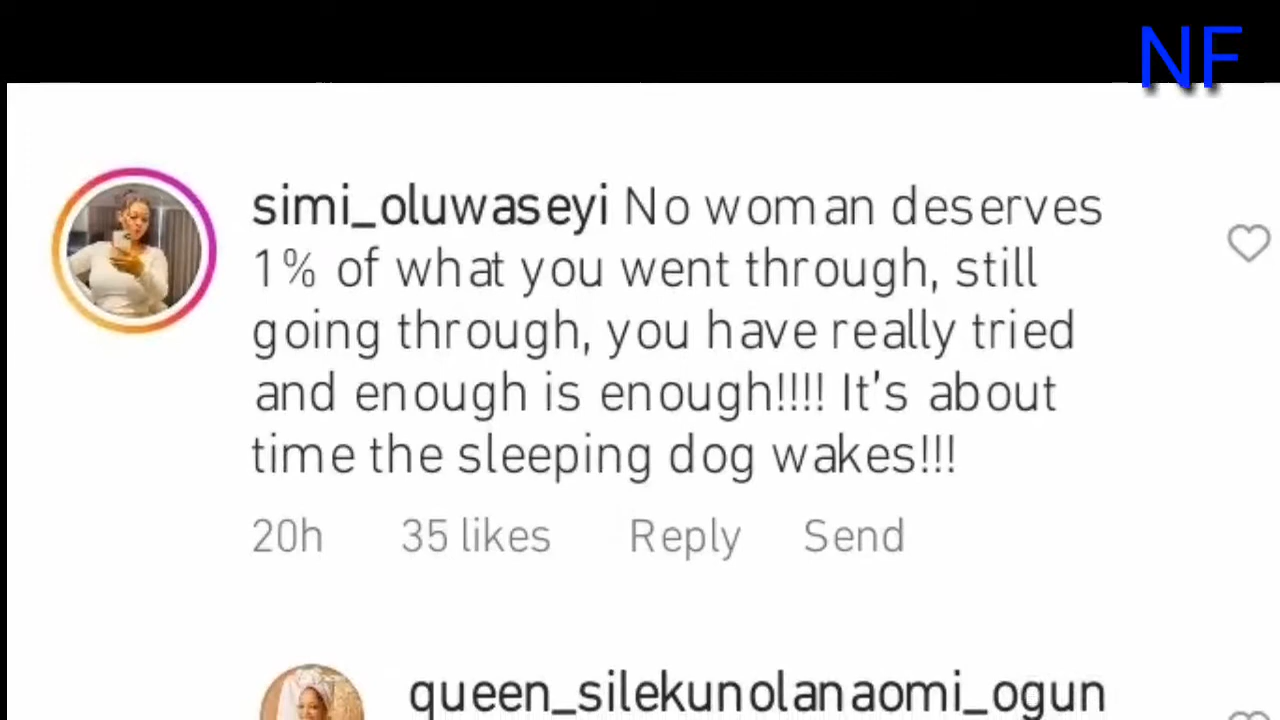 NF
simi_oluwaseyi No woman deserves
1% of what you went through, still
going through, you have really tried
and enough is enough!!!! It's about
time the sleeping dog wakes!!!
20h 35 likes Reply Send
queen_silekunolanaomi_ogun